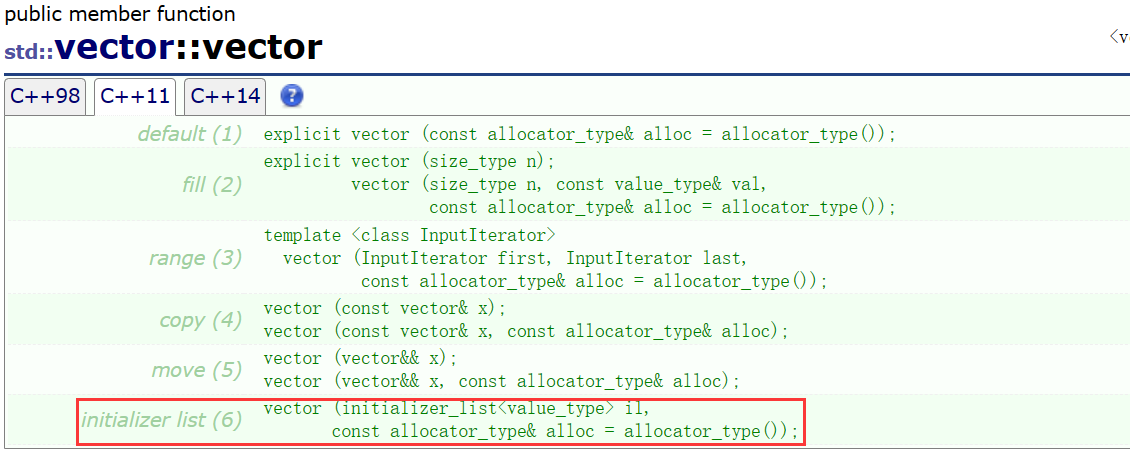 public member function
std::vector::vector
<v
C++98 C++11 C++14 ?
default (1) explicit vector (const allocator_type& alloc = allocator_type());
fill (2) explicit vector (size_type n);
vector (size_type n, const value_type& val,
const allocator_type& alloc = allocator_type());
range (3) template <class InputIterator>
vector (InputIterator first, InputIterator last,
const allocator_type& alloc = allocator_type());
copy (4) vector (const vector& x);
vector (const vector& x, const allocator_type& alloc);
move (5) vector (vector&& x);
vector (vector&& x, const allocator_type& alloc);
initializer list (6) vector (initializer_list<value_type> il,
const allocator_type& alloc = allocator_type());